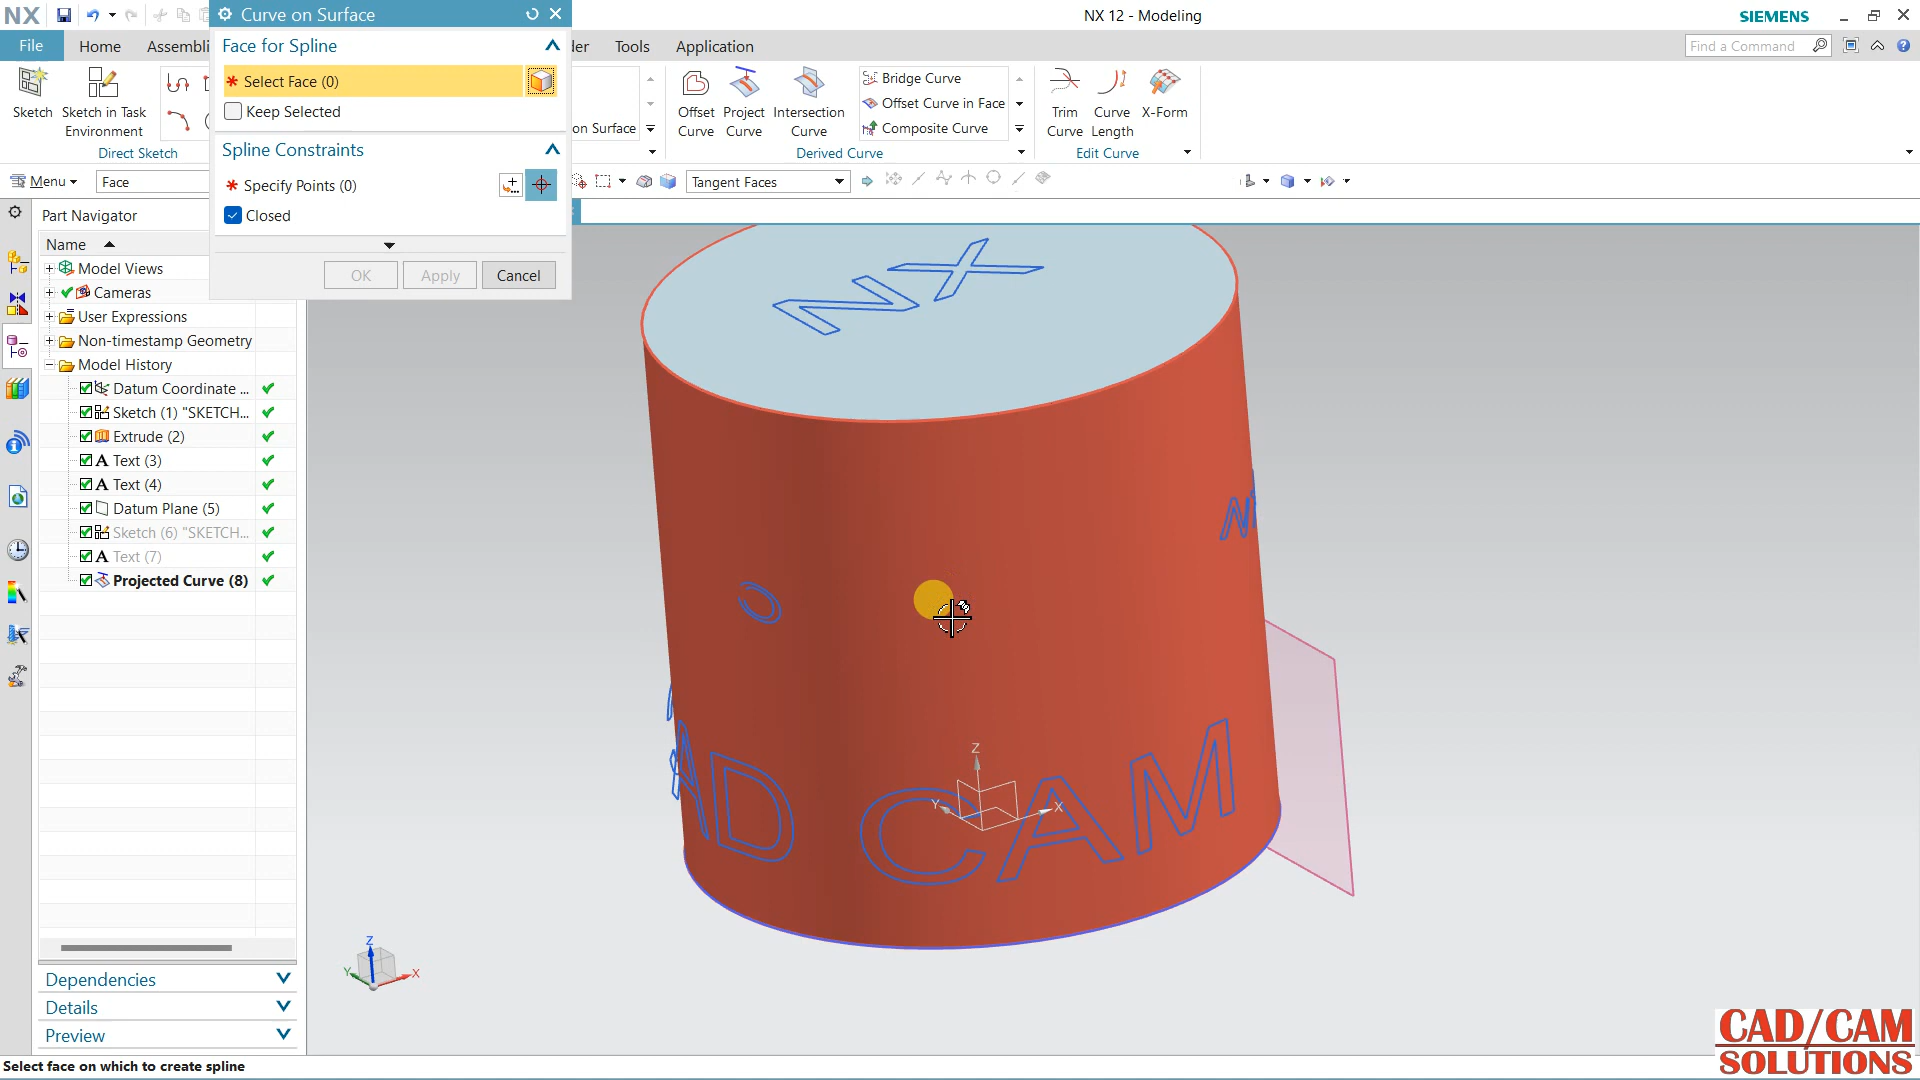 NX
Curve on Surface
NX 12 - Modeling
SIEMENS
File
Home
Assembli
der
Tools
Application
Find a Command
Face for Spline
* Select Face (0)
Keep Selected
Spline Constraints
* Specify Points (0)
Closed
OK
Apply
Cancel
Sketch
Sketch in Task
Environment
Direct Sketch
on Surface
Offset
Curve
Project
Curve
Intersection
Curve
Bridge Curve
Offset Curve in Face
Composite Curve
Derived Curve
Trim
Curve
Curve
Length
X-Form
Edit Curve
Menu
Face
Tangent Faces
Part Navigator
Name
Model Views
Cameras
User Expressions
Non-timestamp Geometry
Model History
Datum Coordinate ...
Sketch (1) "SKETCH...
Extrude (2)
Text (3)
Text (4)
Datum Plane (5)
Sketch (6) "SKETCH...
Text (7)
Projected Curve (8)
Dependencies
Details
Preview
NX
N
O
AD CAM
Z
Y
X
Z
Y
X
CAD/CAM
SOLUTIONS
Select face on which to create spline